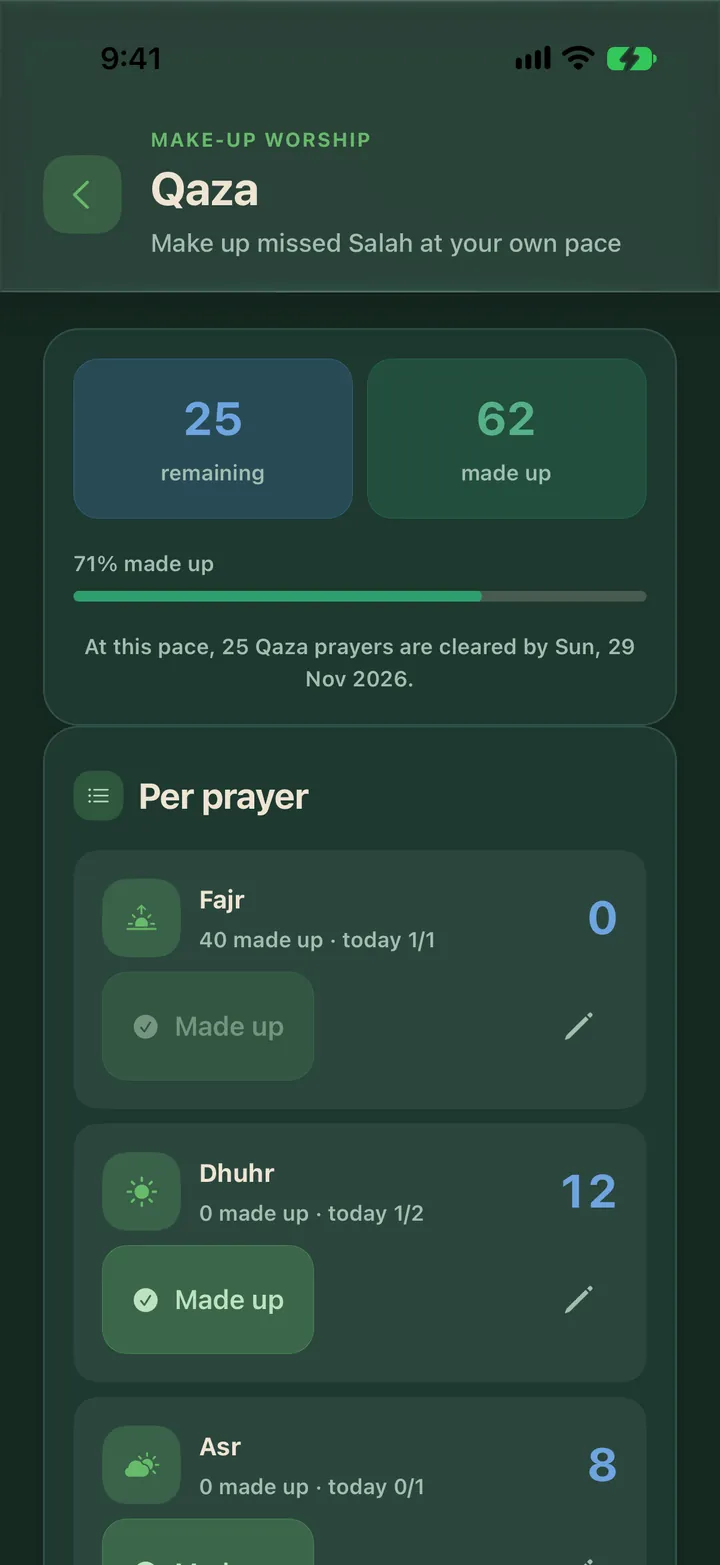 9:41
MAKE-UP WORSHIP
Qaza
Make up missed Salah at your own pace
25
remaining
62
made up
71% made up
At this pace, 25 Qaza prayers are cleared by Sun, 29
Nov 2026.
Per prayer
Fajr
40 made up · today 1/1
0
Made up
Dhuhr
0 made up · today 1/2
12
Made up
Asr
0 made up · today 0/1
8